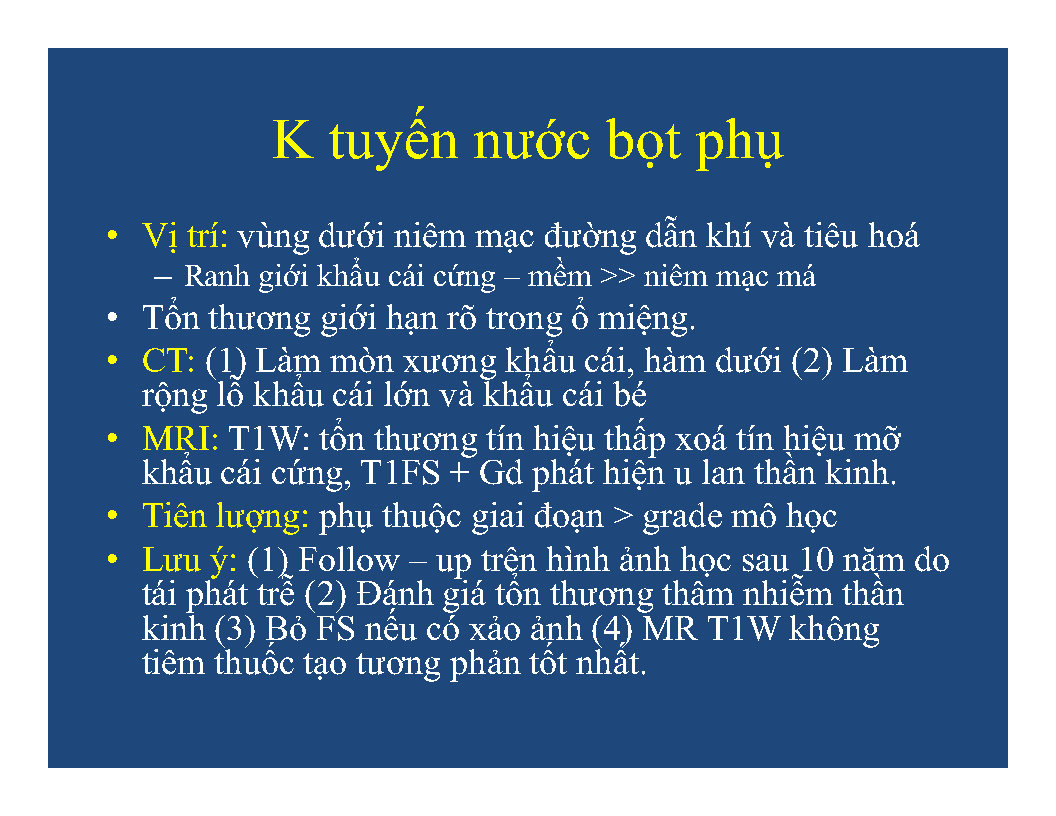 K tuyến nước bọt phụ
• Vị trí: vùng dưới niêm mạc đường dẫn khí và tiêu hoá
– Ranh giới khẩu cái cứng – mềm >> niêm mạc má
• Tổn thương giới hạn rõ trong ổ miệng.
• CT: (1) Làm mòn xương khẩu cái, hàm dưới (2) Làm
rộng lỗ khẩu cái lớn và khẩu cái bé
• MRI: T1W: tổn thương tín hiệu thấp xoá tín hiệu mỡ
khẩu cái cứng, T1FS + Gd phát hiện u lan thần kinh.
• Tiên lượng: phụ thuộc giai đoạn > grade mô học
• Lưu ý: (1) Follow – up trện hình ảnh học sau 10 năm do
tái phát trễ (2) Đánh giá tổn thương thâm nhiễm thần
kinh (3) Bỏ FS nếu có xảo ảnh (4) MR T1W không
tiêm thuốc tạo tương phản tốt nhất.